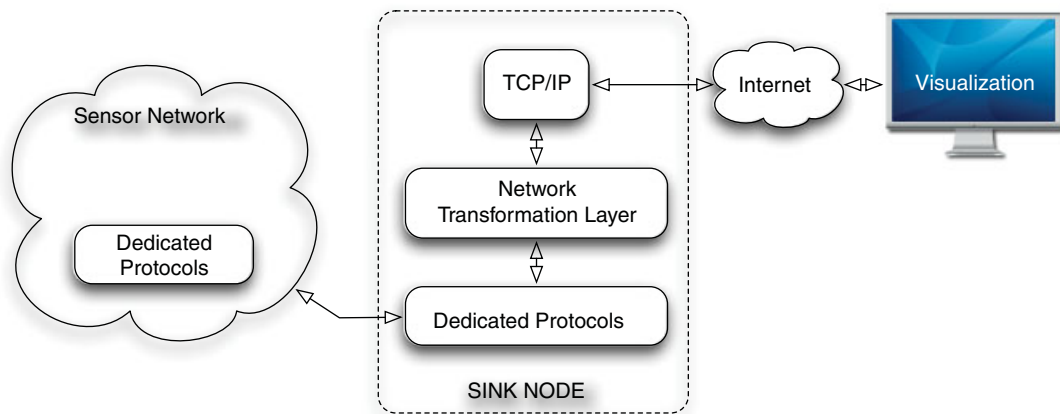 Sensor Network
Dedicated
Protocols
TCP/IP
Network
Transformation Layer
Dedicated Protocols
SINK NODE
Internet
Visualization